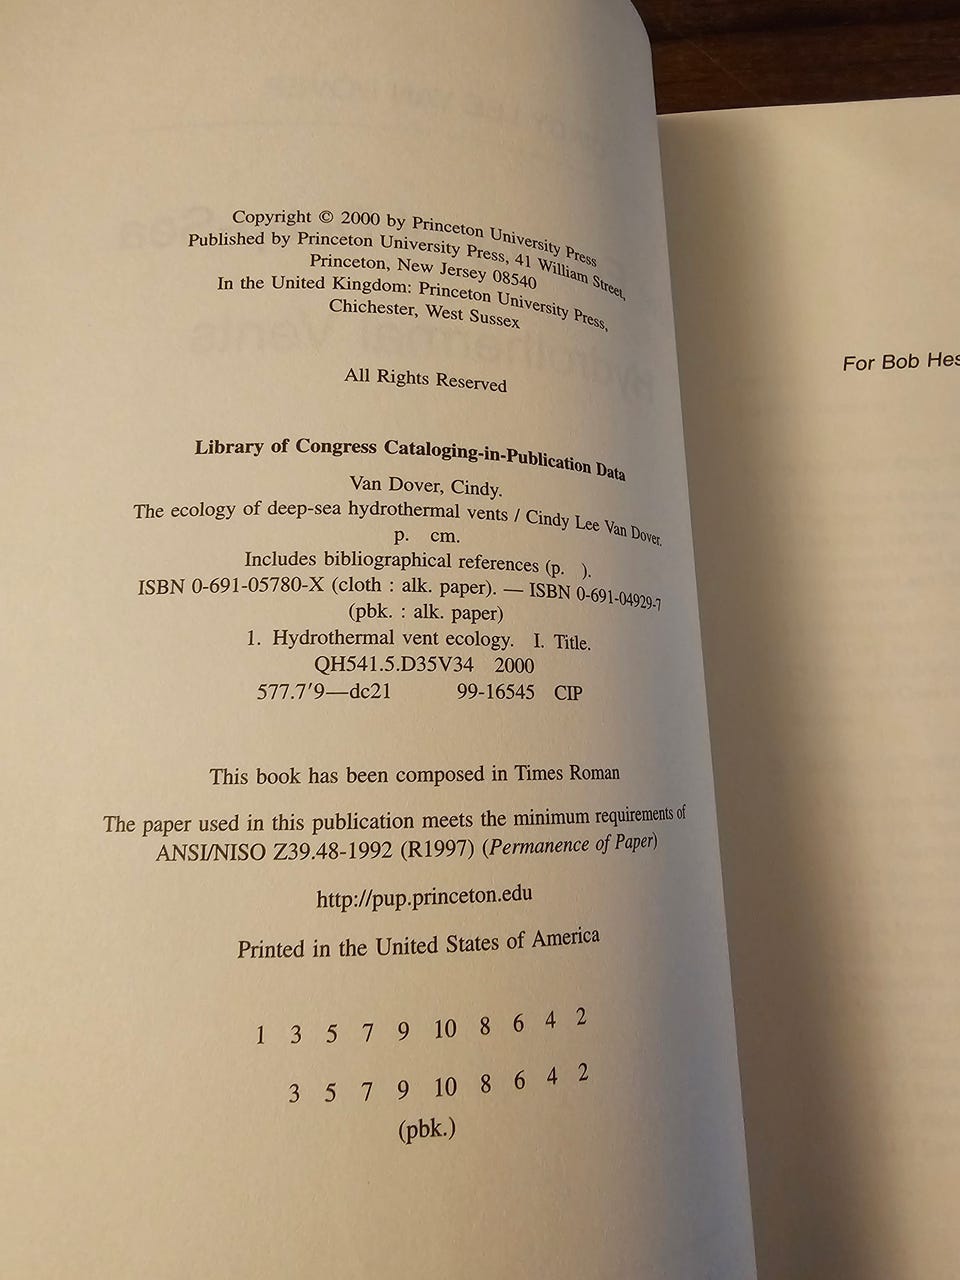 Copyright © 2000 by Princeton University Press
Published by Princeton University Press, 41 William Street,
Princeton, New Jersey 08540
In the United Kingdom: Princeton University Press,
Chichester, West Sussex
All Rights Reserved
Library of Congress Cataloging-in-Publication Data
Van Dover, Cindy.
The ecology of deep-sea hydrothermal vents / Cindy Lee Van Dover.
p. cm.
Includes bibliographical references (p. ).
ISBN 0-691-05780-X (cloth : alk. paper). — ISBN 0-691-04929-7
(pbk. : alk. paper)
1. Hydrothermal vent ecology. I. Title.
QH541.5.D35V34 2000
577.7'9—dc21 99-16545 CIP
This book has been composed in Times Roman
The paper used in this publication meets the minimum requirements of
ANSI/NISO Z39.48-1992 (R1997) (Permanence of Paper)
http://pup.princeton.edu
Printed in the United States of America
1 3 5 7 9 10 8 6 4 2
3 5 7 9 10 8 6 4 2
(pbk.)
For Bob Hes